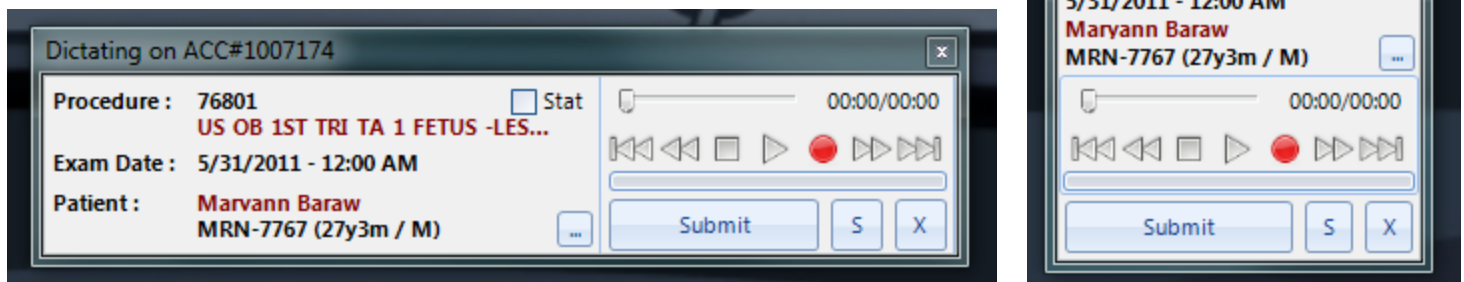 Dictating on ACC#1007174
x
Procedure : 76801 Stat
US OB 1ST TRI TA 1 FETUS -LES...
Exam Date : 5/31/2011 - 12:00 AM
Patient : Maryann Baraw
MRN-7767 (27y3m / M) ...
00:00/00:00
Submit S X
5/31/2011 - 12:00 AM
Maryann Baraw
MRN-7767 (27y3m / M) ...
00:00/00:00
Submit S X